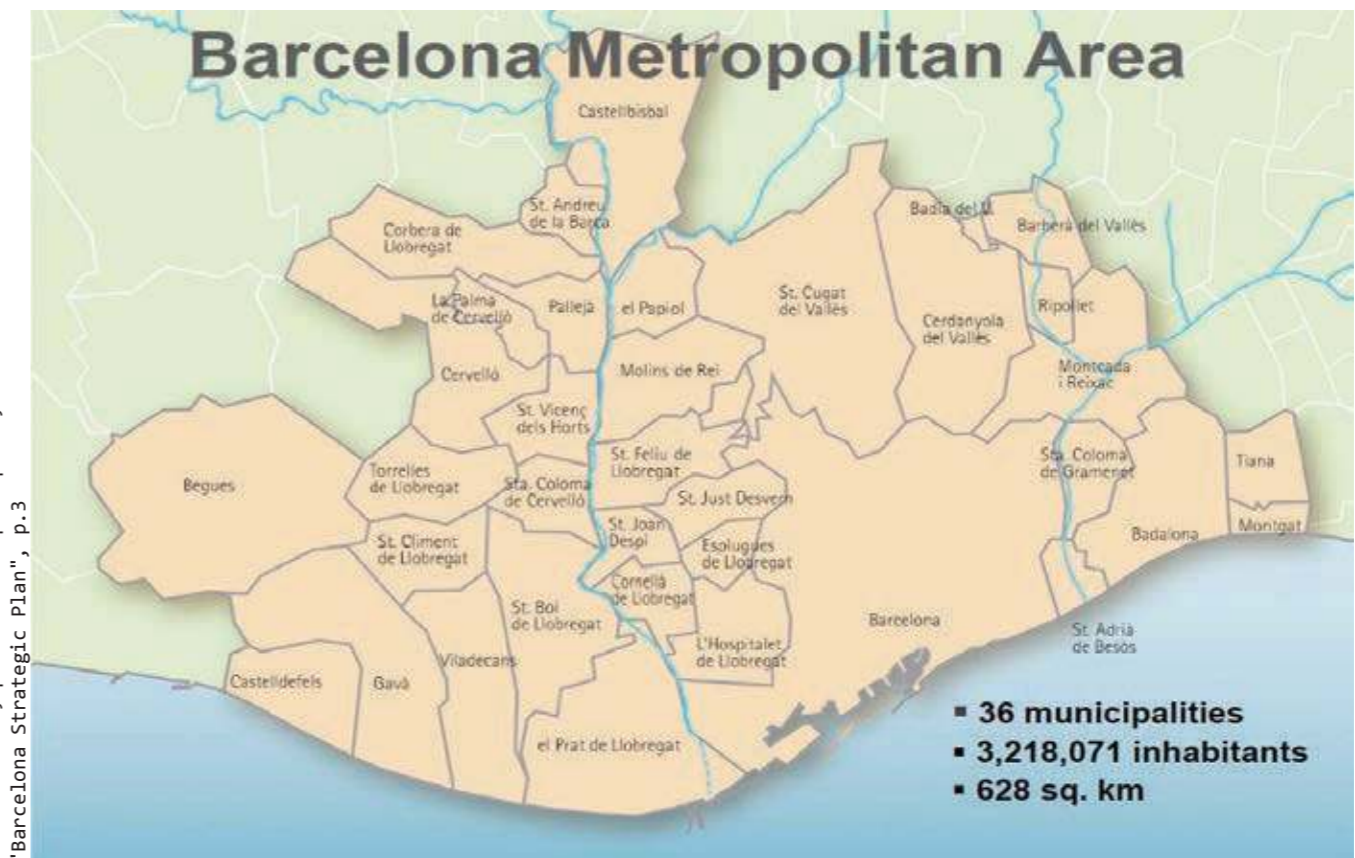 Barcelona Metropolitan Area
Castellbisbal
St. Andreu
de la Barca
Corbera de
Llobregat
Badia del V.
Barberà del Vallès
La Palma
de Cervelló
Pallejà
el Papiol
St. Cugat
del Vallès
Cerdanyola
del Vallès
Ripollet
Montcada
i Reixac
Cervelló
Molins de Rei
St. Vicenç
dels Horts
St. Feliu de
Llobregat
Begues
Torrelles
de Llobregat
Sta. Coloma
de Cervelló
St. Just Desvern
Sta. Coloma
de Gramenet
Tiana
Montgat
Badalona
St. Climent
de Llobregat
St. Joan
Despí
Esplugues
de Llobregat
Cornellà
de Llobregat
St. Boi
de Llobregat
L'Hospitalet
de Llobregat
Barcelona
St. Adrià
de Besòs
Viladecans
Castelldefels
Gavà
el Prat de Llobregat
▪ 36 municipalities
▪ 3,218,071 inhabitants
▪ 628 sq. km
"Barcelona Strategic Plan", p.3